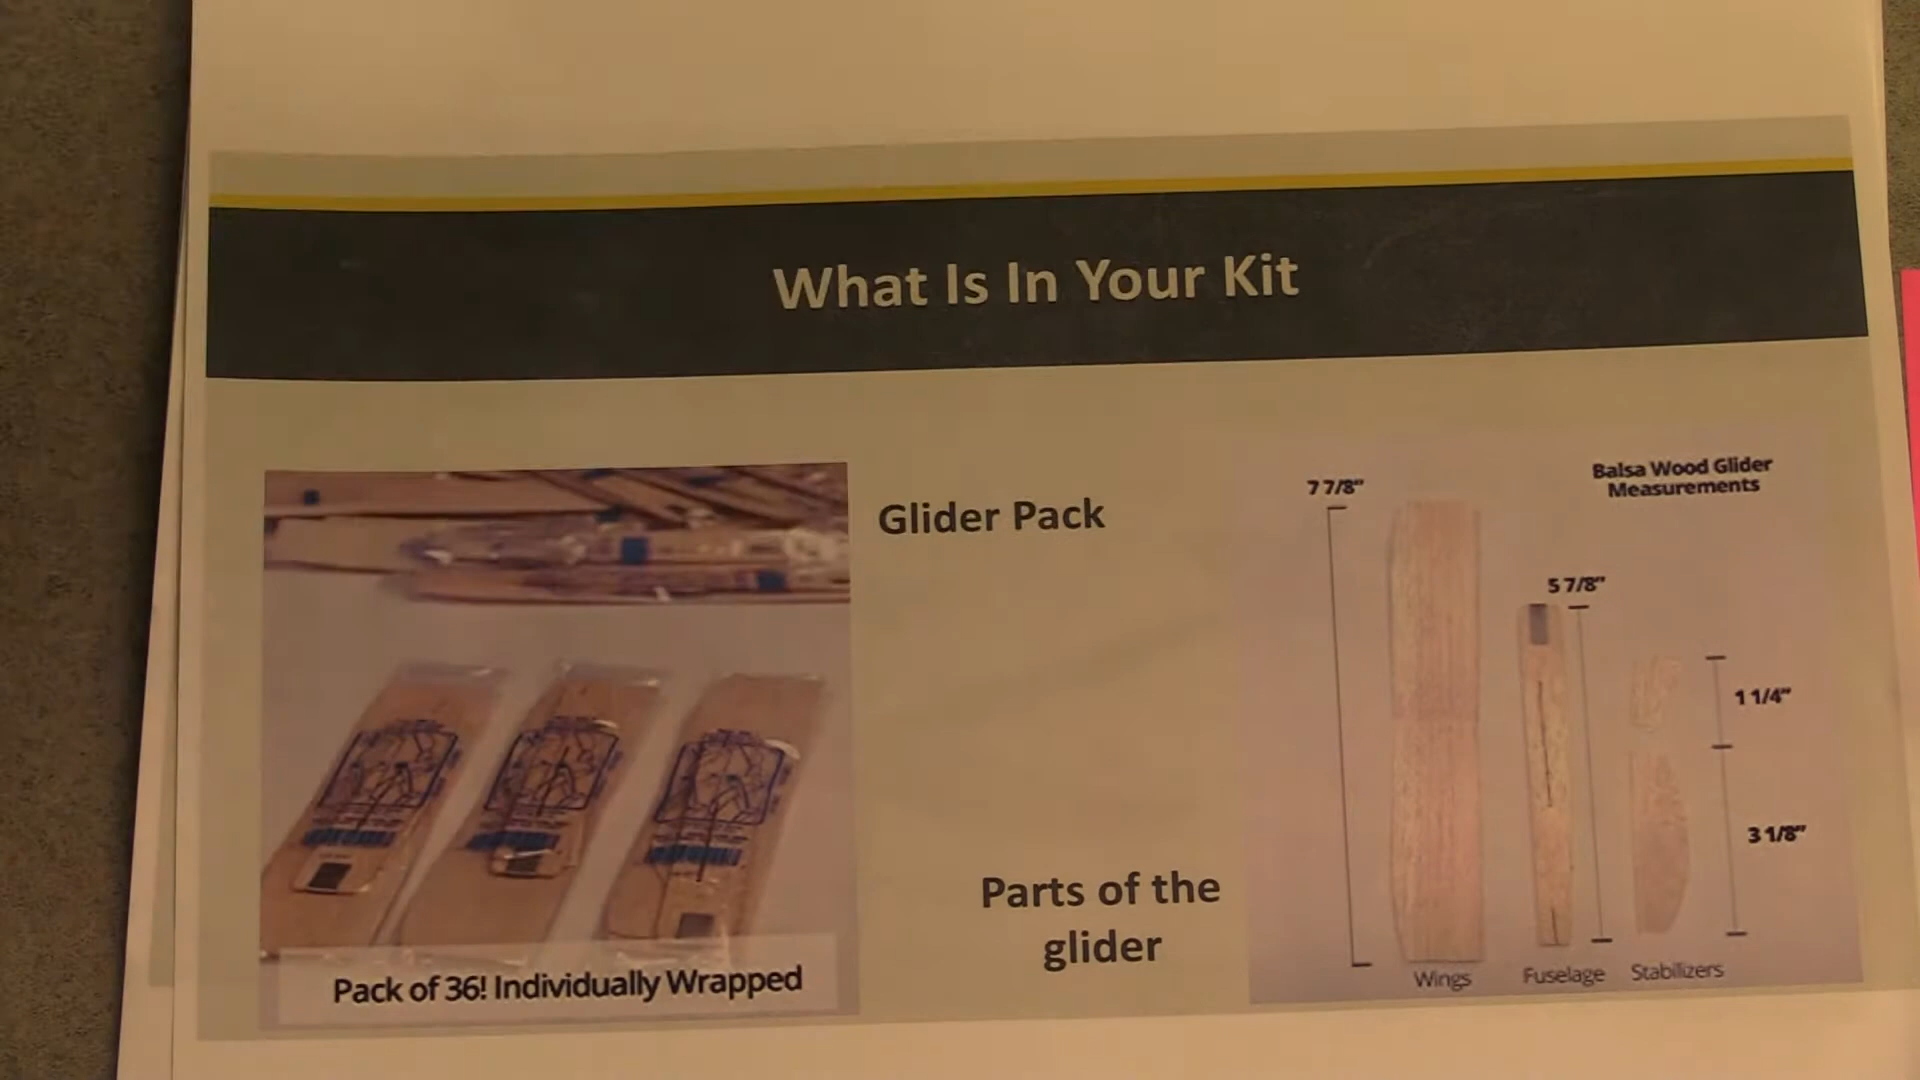 What Is In Your Kit
Glider Pack
Pack of 36! Individually Wrapped
Parts of the
glider
Balsa Wood Glider
Measurements
7 7/8"
5 7/8"
1 1/4"
3 1/8"
Wings
Fuselage
Stabilizers